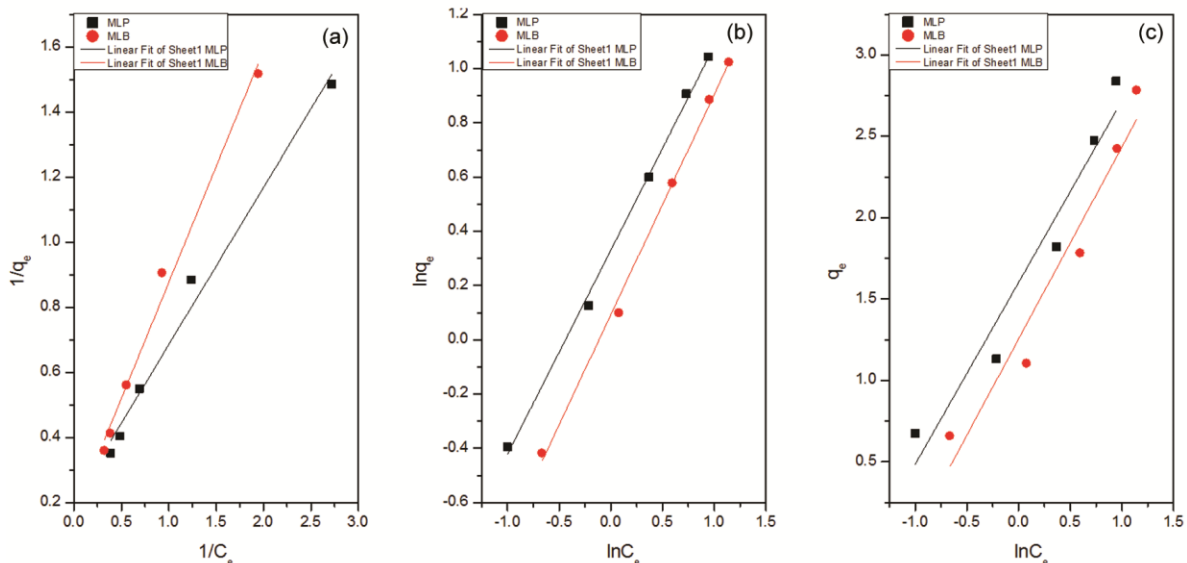 MLP
MLB
Linear Fit of Sheet1 MLP
Linear Fit of Sheet1 MLB
(a)
1.6
1.4
1.2
1.0
0.8
0.6
0.4
0.2
1/qₑ
0.0 0.5 1.0 1.5 2.0 2.5 3.0
1/Cₑ
MLP
MLB
Linear Fit of Sheet1 MLP
Linear Fit of Sheet1 MLB
(b)
1.2
1.0
0.8
0.6
0.4
0.2
0.0
-0.2
-0.4
-0.6
lnqₑ
-1.0 -0.5 0.0 0.5 1.0 1.5
lnCₑ
MLP
MLB
Linear Fit of Sheet1 MLP
Linear Fit of Sheet1 MLB
(c)
3.0
2.5
2.0
1.5
1.0
0.5
qₑ
-1.0 -0.5 0.0 0.5 1.0 1.5
lnCₑ